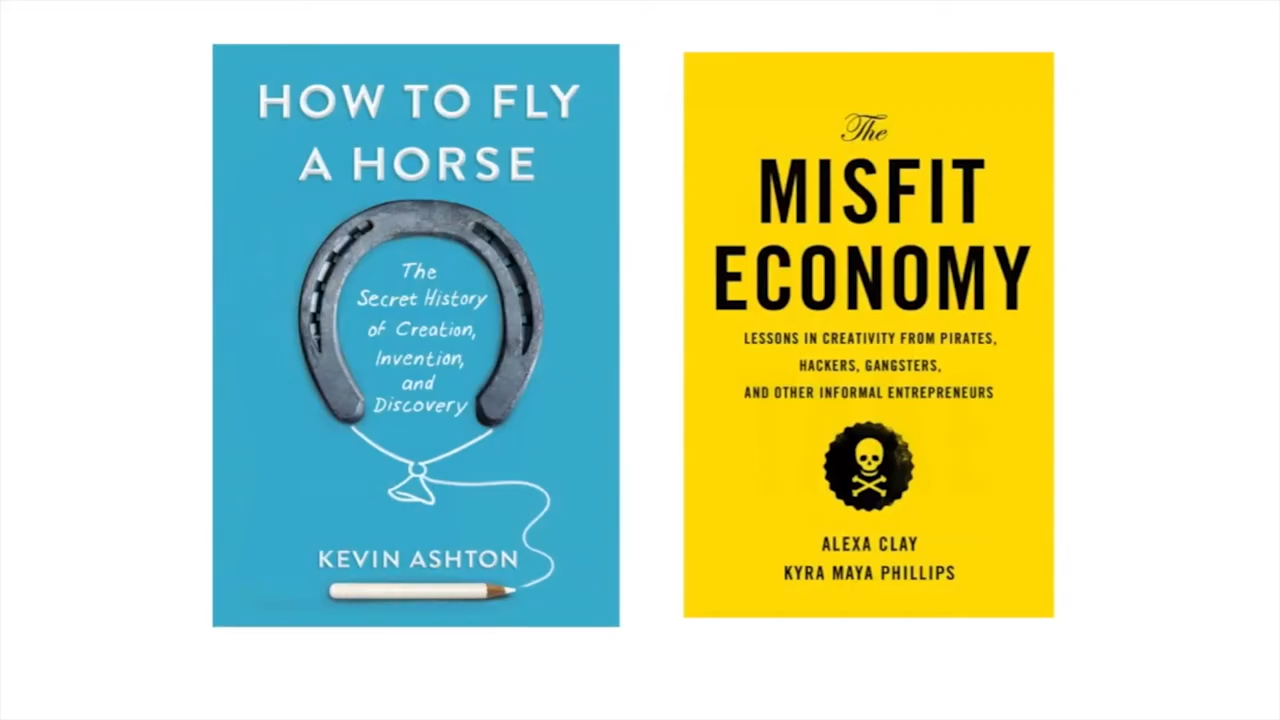 HOW TO FLY
A HORSE
The
Secret History
of Creation,
Invention,
and
Discovery
KEVIN ASHTON
The
MISFIT
ECONOMY
LESSONS IN CREATIVITY FROM PIRATES,
HACKERS, GANGSTERS,
AND OTHER INFORMAL ENTREPRENEURS
ALEXA CLAY
KYRA MAYA PHILLIPS